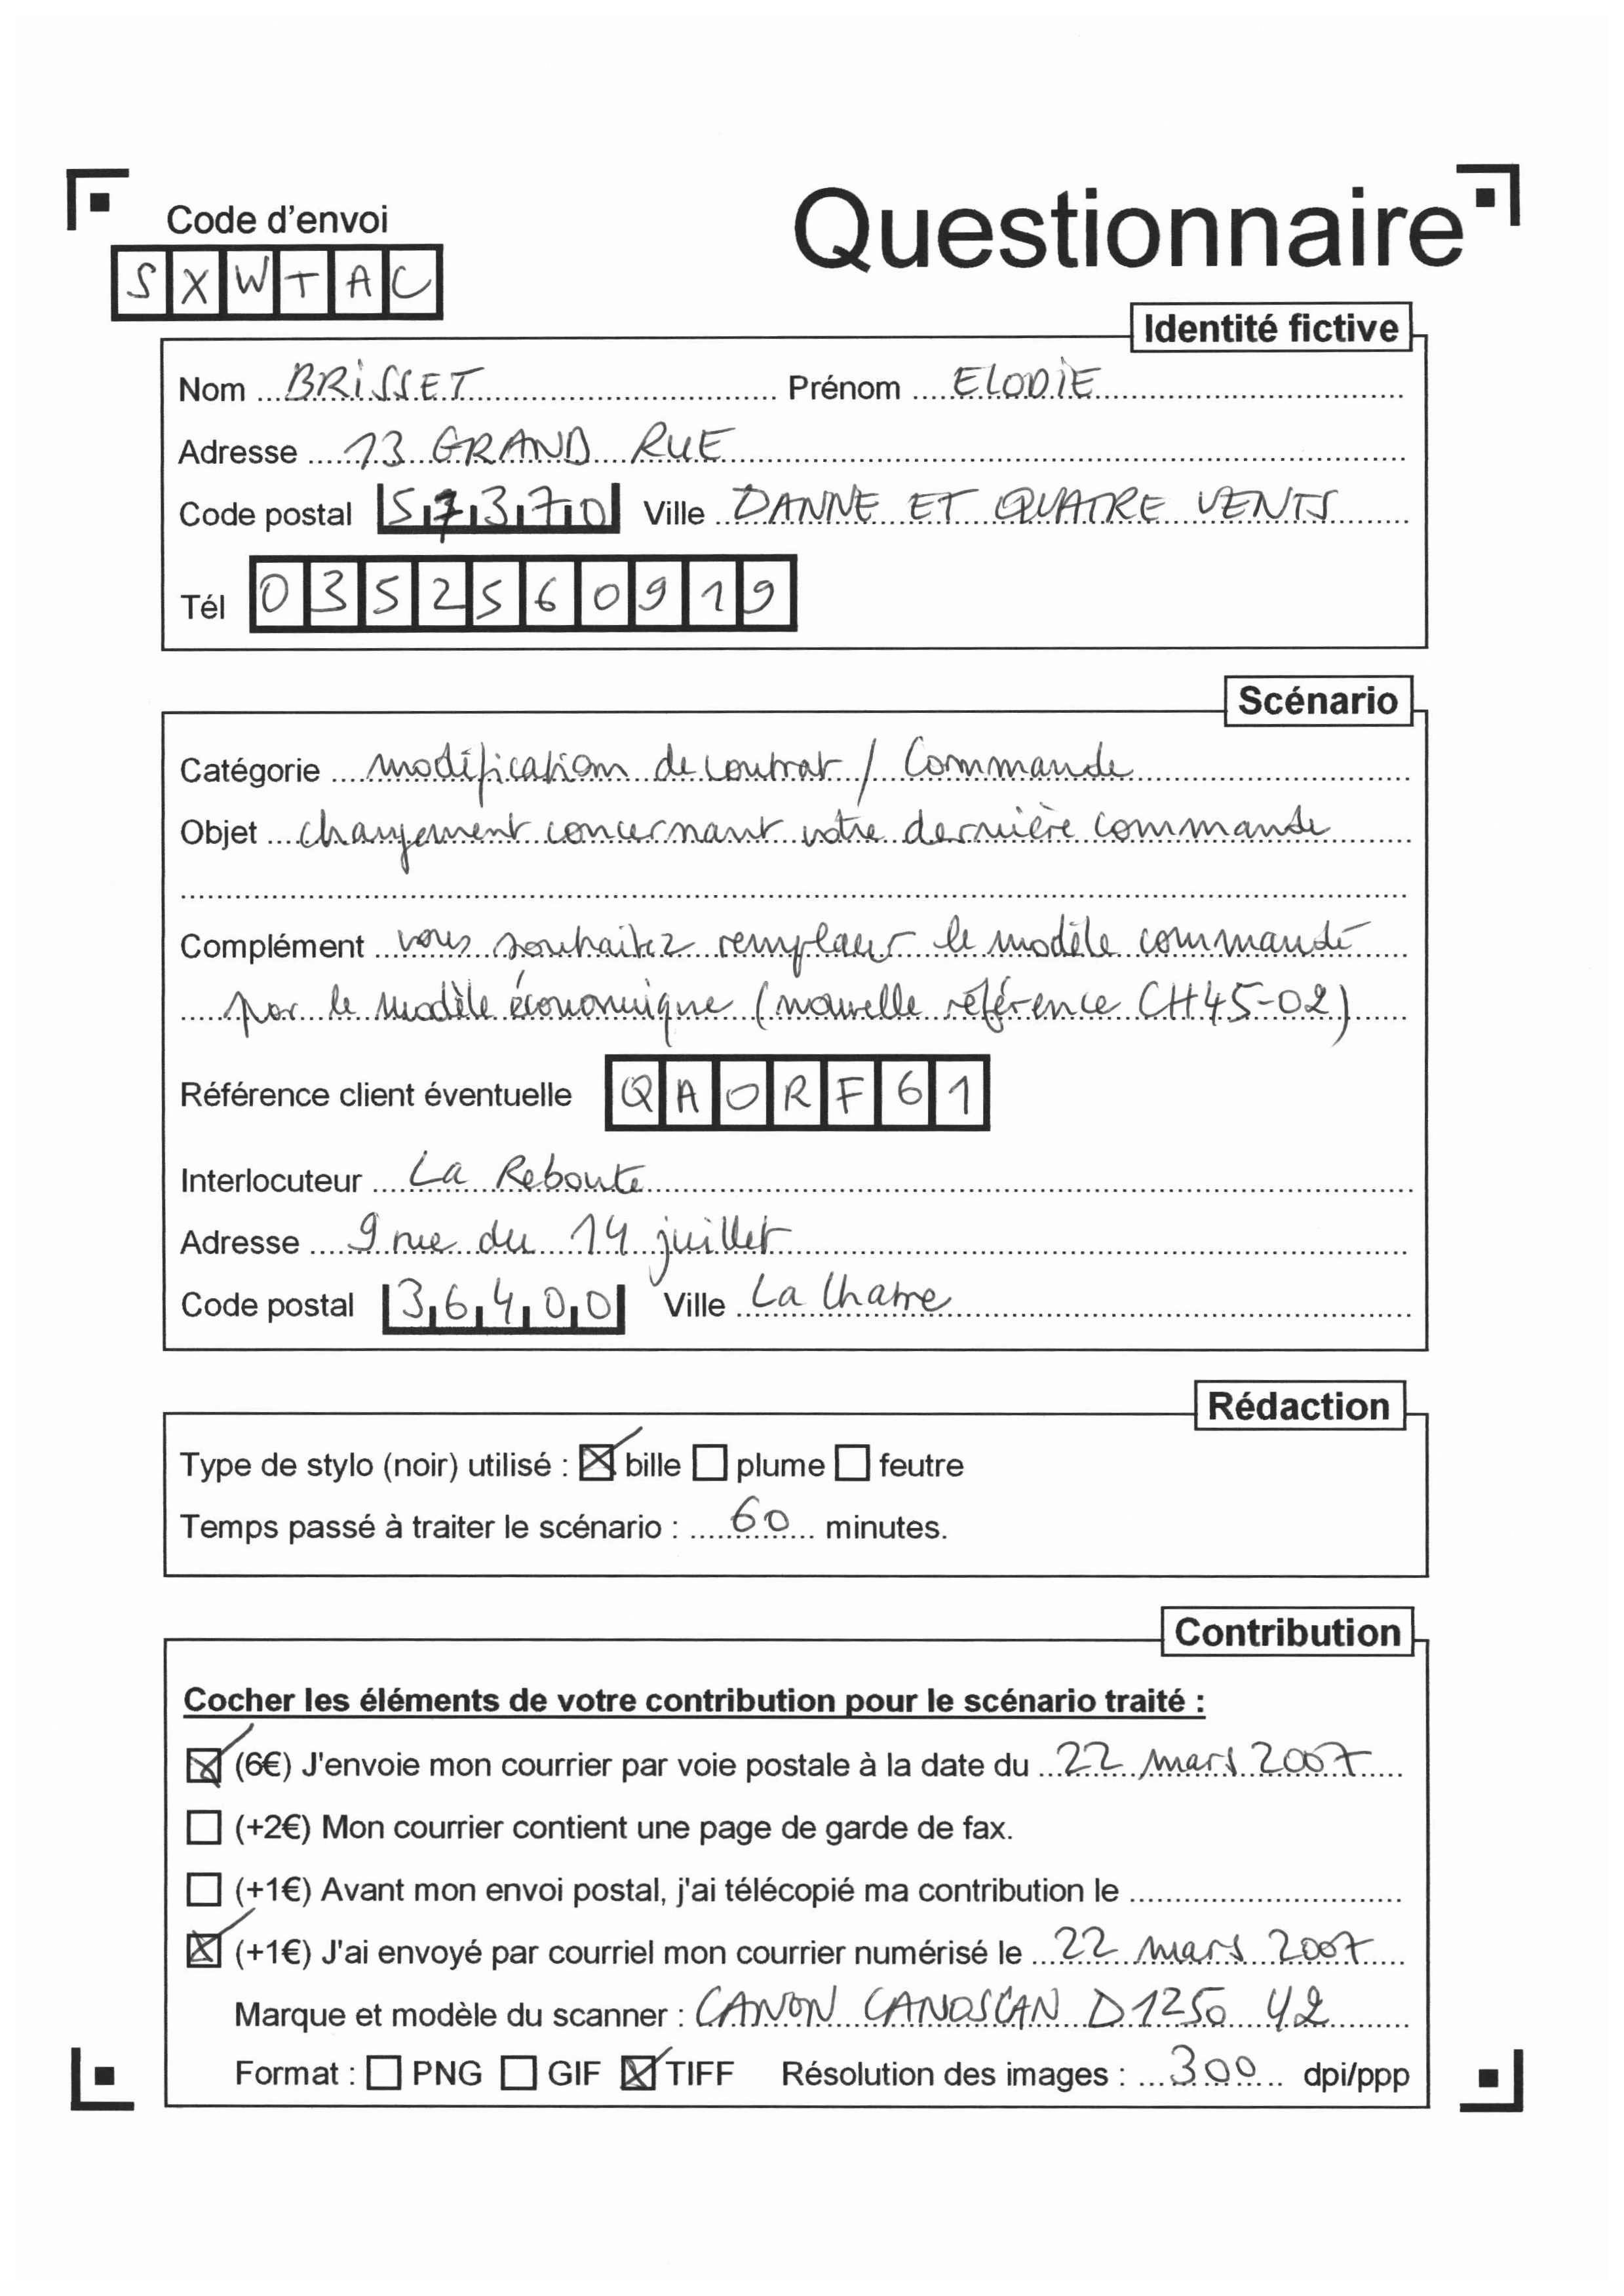 Code d'envoi
Questionnaire
SXWTAC
Identité fictive
Nom BRISSET Prénom ELODIE
Adresse 13 GRAND RUE
Code postal 57370 Ville DANNE ET QUATRE VENTS
Tél 0352560919
Scénario
Catégorie modification de contrat / Commande
Objet changement concernant votre dernière commande
Complément vous souhaitez remplacer le modèle commandé
par le modèle économique (nouvelle référence CH45-02)
Référence client éventuelle QAORF61
Interlocuteur La Reboute
Adresse 9 rue du 14 juillet
Code postal 36400 Ville La Chatre
Rédaction
Type de stylo (noir) utilisé : ☒ bille ☐ plume ☐ feutre
Temps passé à traiter le scénario : 60 minutes.
Contribution
Cocher les éléments de votre contribution pour le scénario traité :
☒ (6€) J'envoie mon courrier par voie postale à la date du 22 mars 2007
☐ (+2€) Mon courrier contient une page de garde de fax.
☐ (+1€) Avant mon envoi postal, j'ai télécopié ma contribution le
☒ (+1€) J'ai envoyé par courriel mon courrier numérisé le 22 mars 2007
Marque et modèle du scanner : CANON CANOSCAN D1250 U2
Format : ☐ PNG ☐ GIF ☒ TIFF Résolution des images : 300 dpi/ppp